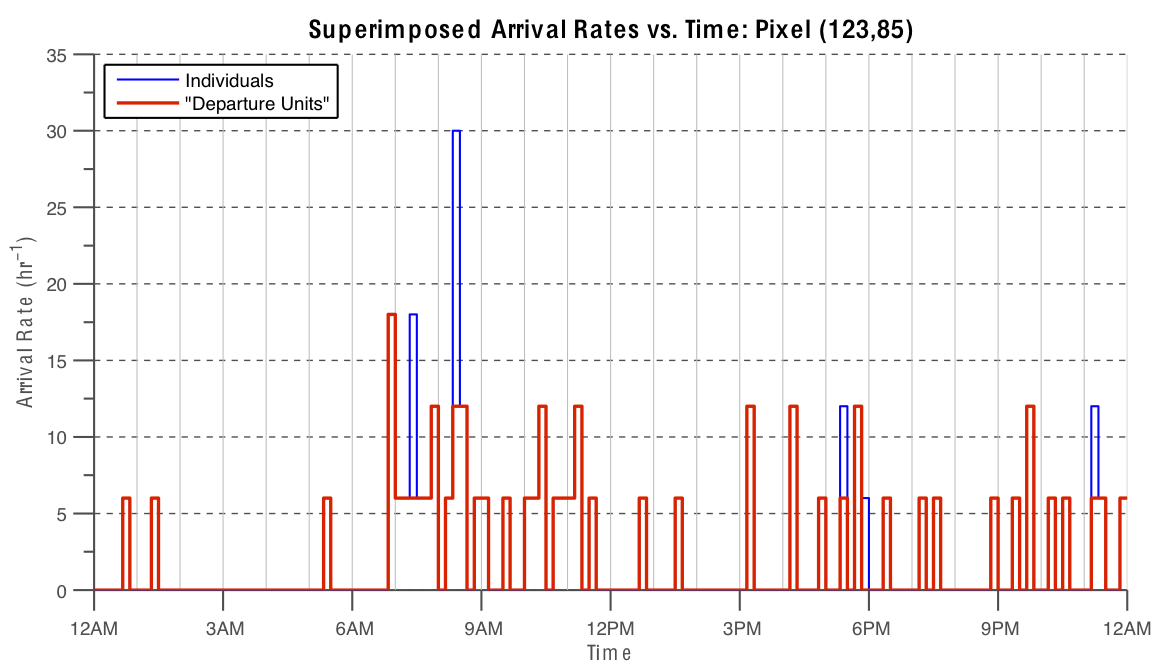 Superimposed Arrival Rates vs. Time: Pixel (123,85)
35
30
25
20
15
10
5
0
Arrival Rate (hr⁻¹)
Individuals
"Departure Units"
12AM 3AM 6AM 9AM 12PM 3PM 6PM 9PM 12AM
Time